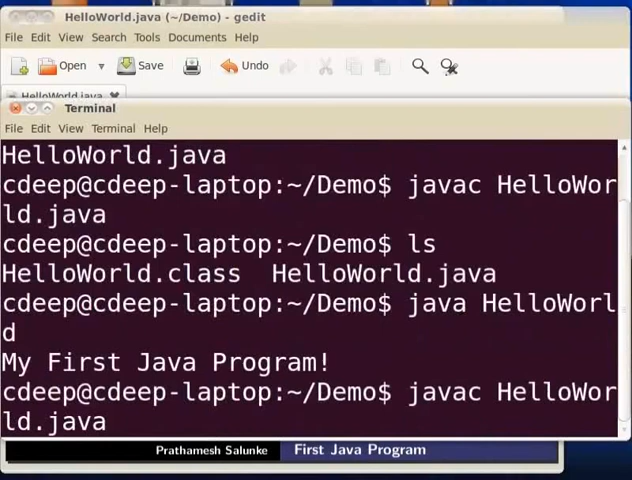 HelloWorld.java (~/Demo) - gedit
File Edit View Search Tools Documents Help
Open Save Undo
HelloWorld.java
Terminal
File Edit View Terminal Help
HelloWorld.java
cdeep@cdeep-laptop:~/Demo$ javac HelloWor
ld.java
cdeep@cdeep-laptop:~/Demo$ ls
HelloWorld.class HelloWorld.java
cdeep@cdeep-laptop:~/Demo$ java HelloWorl
d
My First Java Program!
cdeep@cdeep-laptop:~/Demo$ javac HelloWor
ld.java
Prathamesh Salunke First Java Program